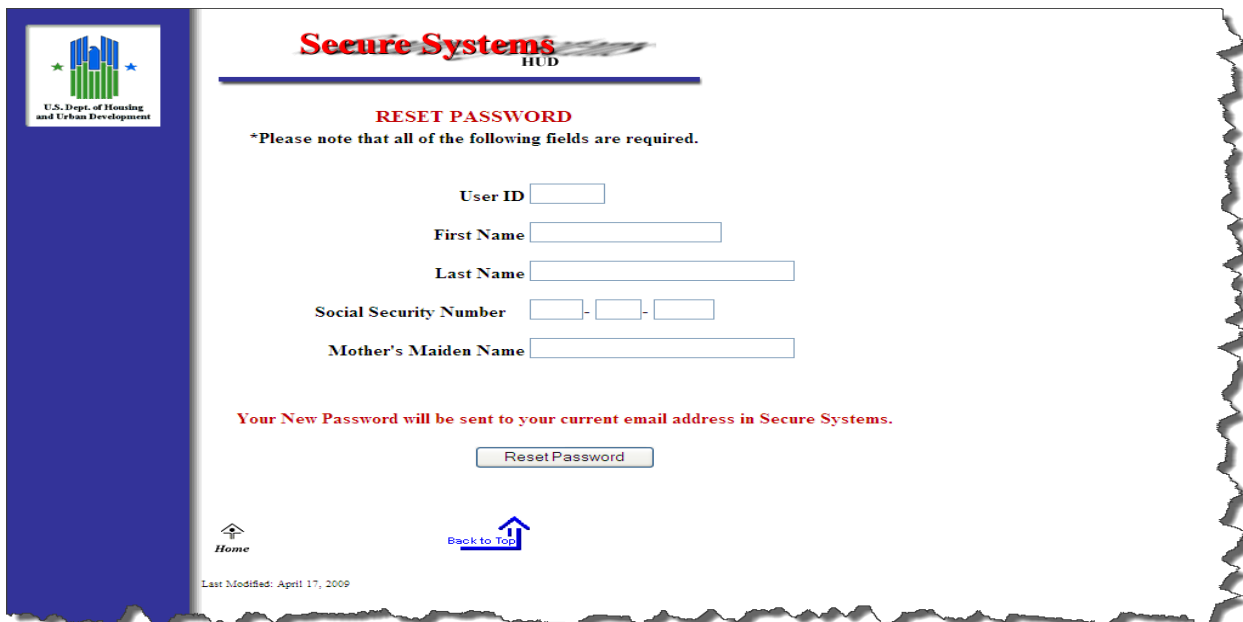 U.S. Dept. of Housing
and Urban Development
Secure Systems
HUD
RESET PASSWORD
*Please note that all of the following fields are required.
User ID
First Name
Last Name
Social Security Number - -
Mother's Maiden Name
Your New Password will be sent to your current email address in Secure Systems.
Reset Password
Home
Back to Top
Last Modified: April 17, 2009